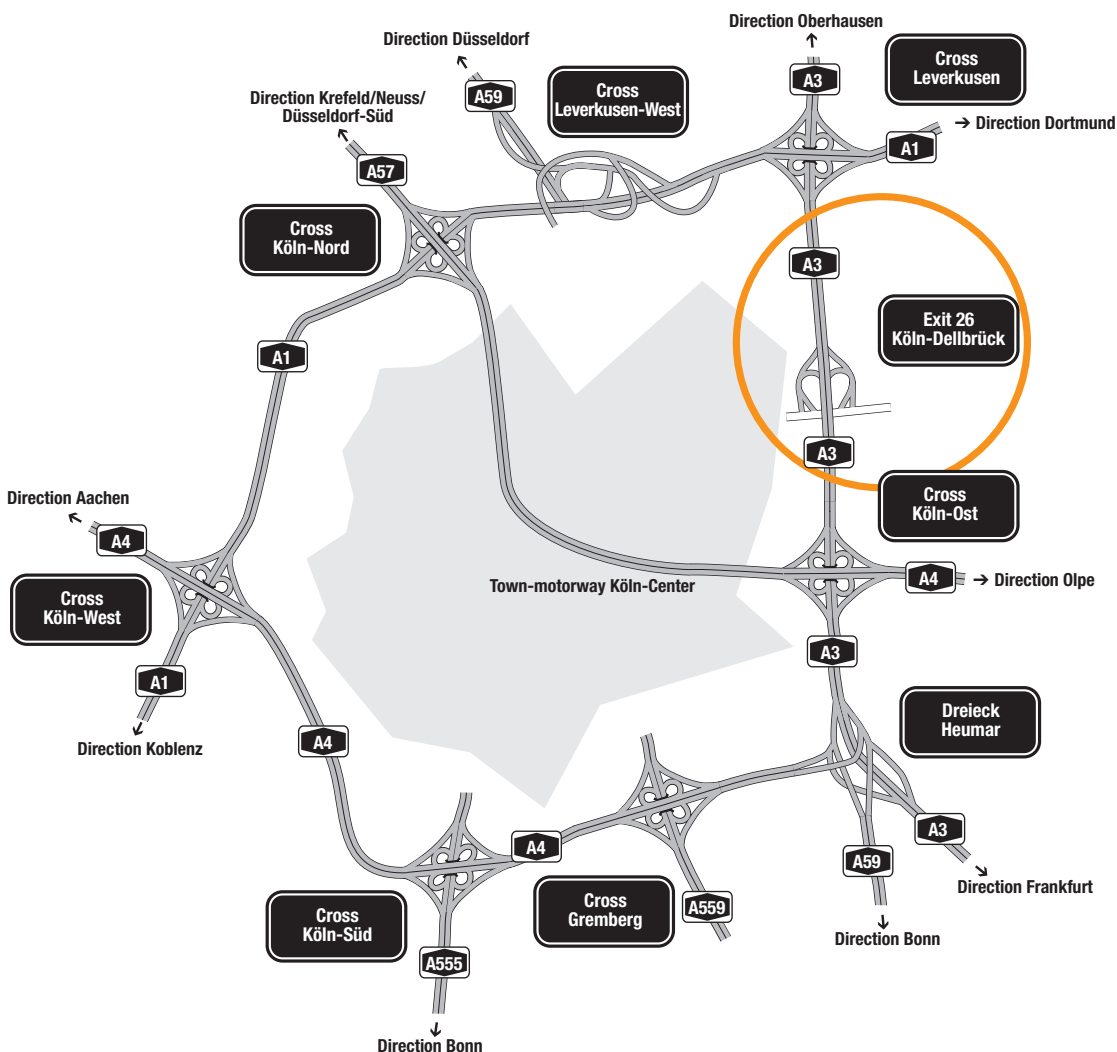 Direction Oberhausen
Direction Düsseldorf
Cross
Leverkusen
A3
Cross
Leverkusen-West
A59
Direction Krefeld/Neuss/
Düsseldorf-Süd
Direction Dortmund
A1
A57
Cross
Köln-Nord
A3
Exit 26
Köln-Dellbrück
A1
A3
Direction Aachen
Cross
Köln-Ost
A4
A4
Direction Olpe
Town-motorway Köln-Center
Cross
Köln-West
A3
A1
Dreieck
Heumar
A4
Direction Koblenz
A3
A4
A59
Direction Frankfurt
Cross
Gremberg
A559
Cross
Köln-Süd
Direction Bonn
A555
Direction Bonn